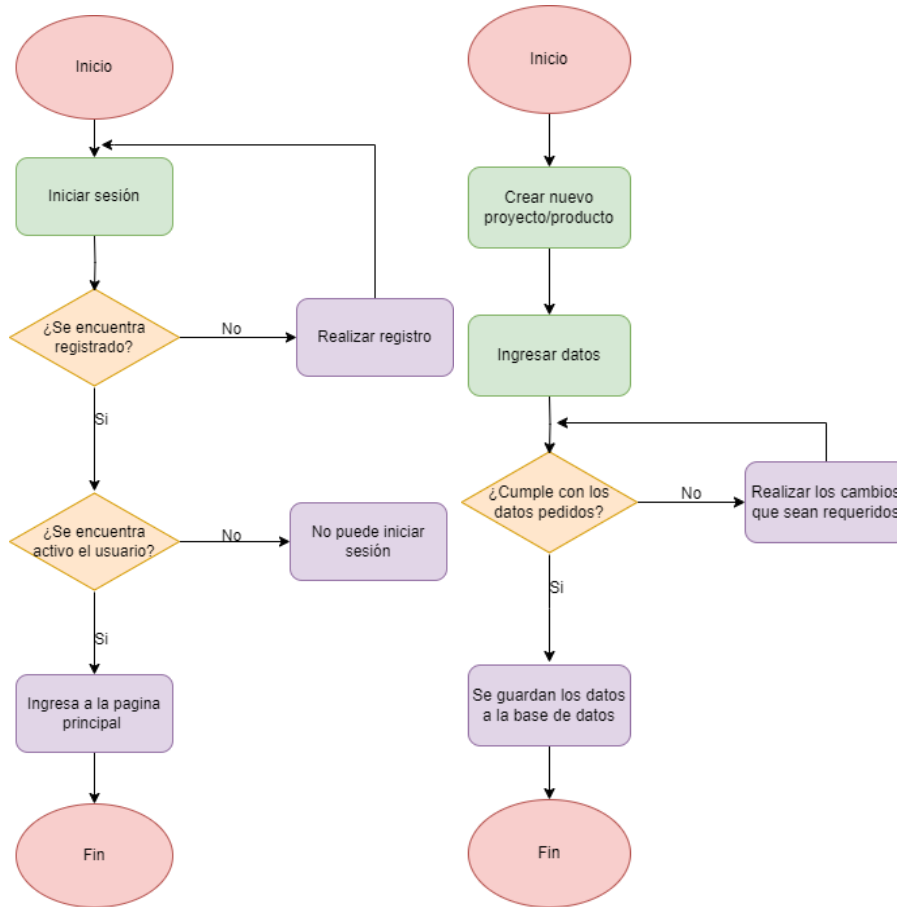 Inicio
Iniciar sesión
¿Se encuentra
registrado?
No
Realizar registro
Si
¿Se encuentra
activo el usuario?
No
No puede iniciar
sesión
Si
Ingresa a la pagina
principal
Fin
Inicio
Crear nuevo
proyecto/producto
Ingresar datos
¿Cumple con los
datos pedidos?
No
Realizar los cambios
que sean requeridos
Si
Se guardan los datos
a la base de datos
Fin